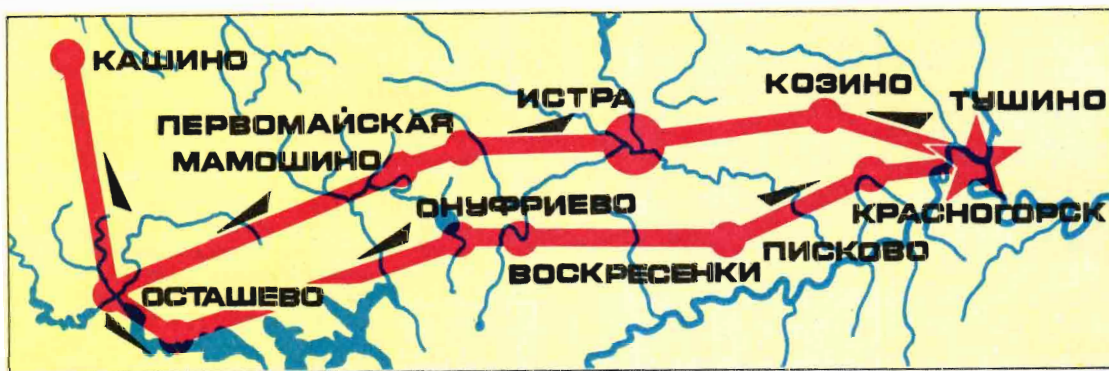 КАШИНО
ИСТРА
КОЗИНО
ТУШИНО
ПЕРВОМАЙСКАЯ
МАМОШИНО
ОНУФРИЕВО
КРАСНОГОРСК
ПИСКОВО
ВОСКРЕСЕНКИ
ОСТАШЕВО